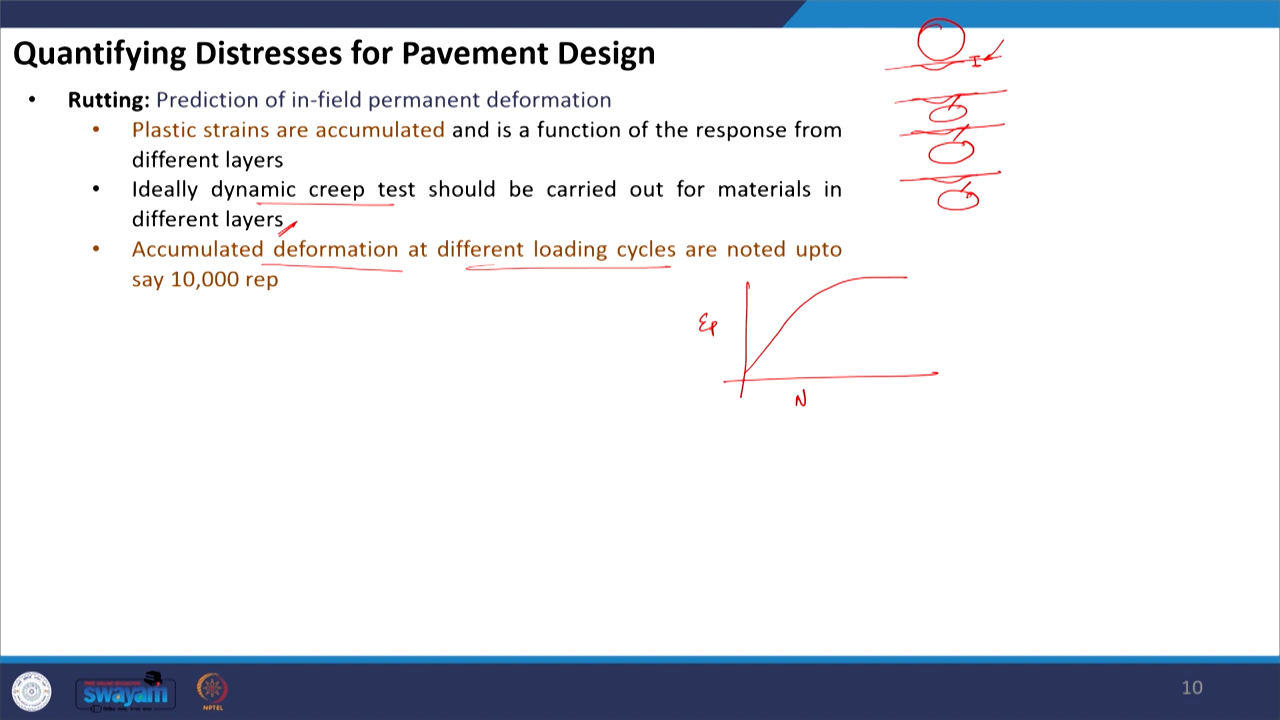 Quantifying Distresses for Pavement Design
• Rutting: Prediction of in-field permanent deformation
• Plastic strains are accumulated and is a function of the response from
different layers
• Ideally dynamic creep test should be carried out for materials in
different layers
• Accumulated deformation at different loading cycles are noted upto
say 10,000 rep
εp
N
swayam
NPTEL
10